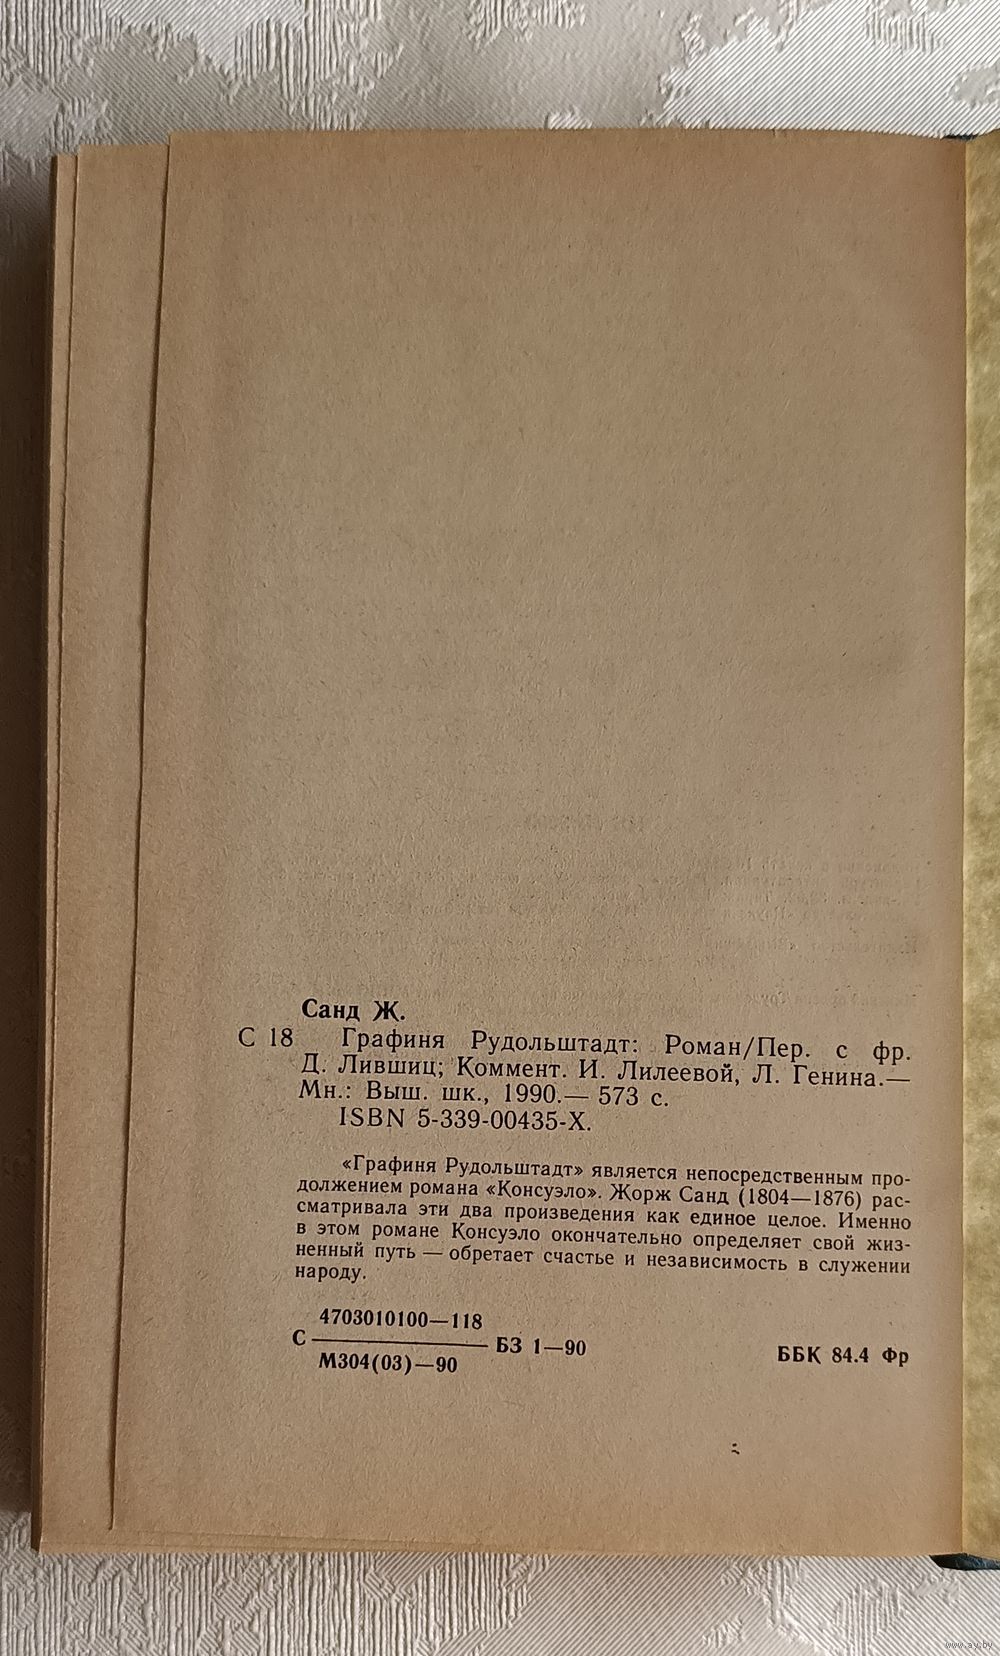 Санд Ж.
С 18 Графиня Рудольштадт: Роман/Пер. с фр.
Д. Лившиц; Коммент. И. Лилеевой, Л. Генина.—
Мн.: Выш. шк., 1990.— 573 с.
ISBN 5-339-00435-X.
«Графиня Рудольштадт» является непосредственным про-
должением романа «Консуэло». Жорж Санд (1804—1876) рас-
сматривала эти два произведения как единое целое. Именно
в этом романе Консуэло окончательно определяет свой жиз-
ненный путь — обретает счастье и независимость в служении
народу.
4703010100—118
С БЗ 1—90
М304(03)—90
ББК 84.4 Фр
www.ay.by